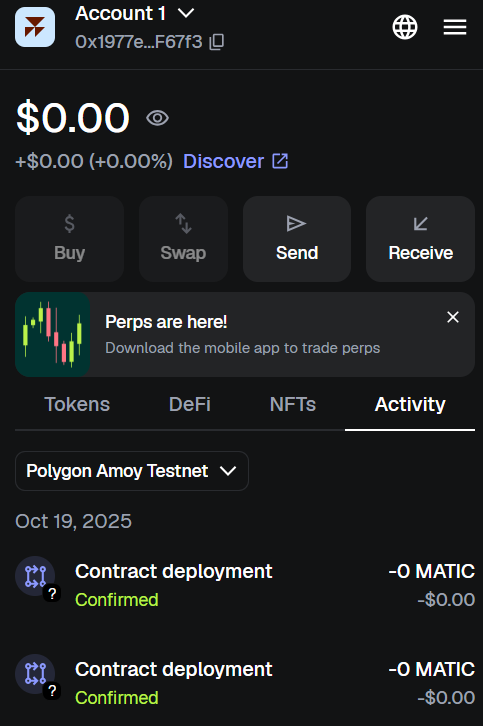 Account 1
0x1977e...F67f3
$0.00
+$0.00 (+0.00%) Discover
$
Buy Swap Send Receive
Perps are here!
Download the mobile app to trade perps
Tokens DeFi NFTs Activity
Polygon Amoy Testnet
Oct 19, 2025
Contract deployment -0 MATIC
? Confirmed -$0.00
Contract deployment -0 MATIC
? Confirmed -$0.00